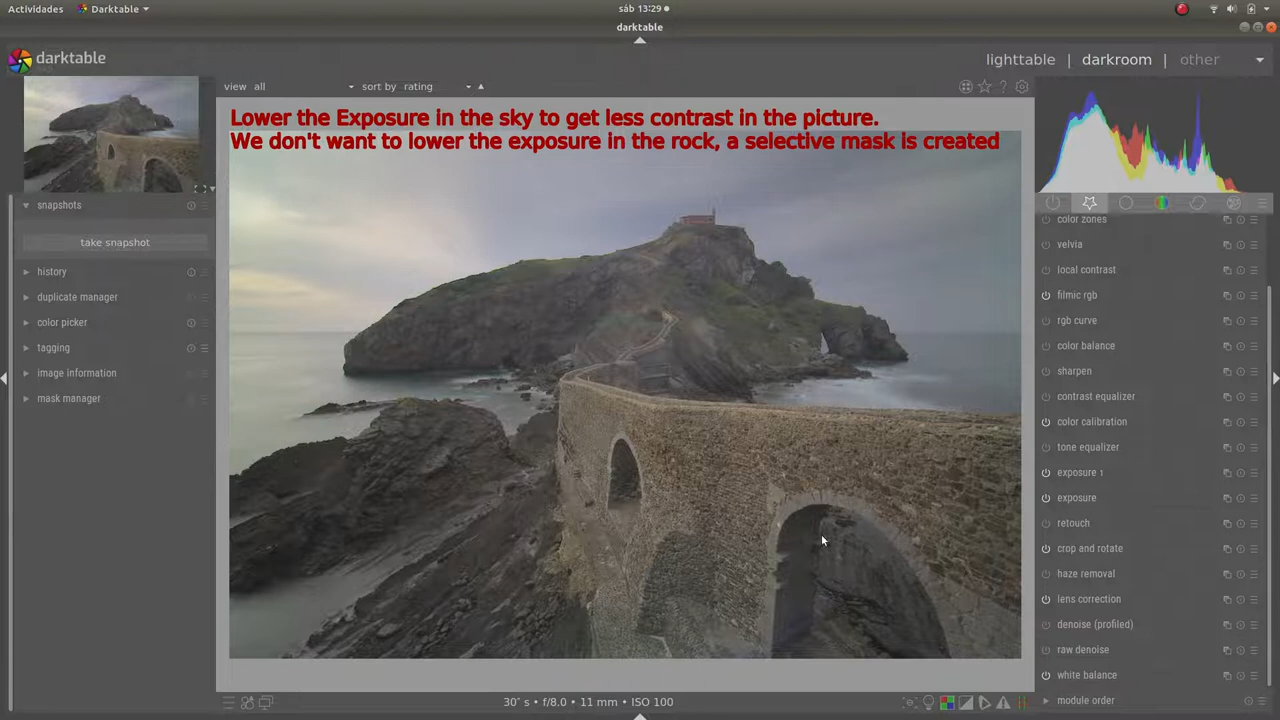 Actividades Darktable sáb 13:29
darktable
darktable
lighttable | darkroom | other
view all sort by rating
Lower the Exposure in the sky to get less contrast in the picture.
We don't want to lower the exposure in the rock, a selective mask is created
snapshots
take snapshot
history
duplicate manager
color picker
tagging
image information
mask manager
color zones
velvia
local contrast
filmic rgb
rgb curve
color balance
sharpen
contrast equalizer
color calibration
tone equalizer
exposure 1
exposure
retouch
crop and rotate
haze removal
lens correction
denoise (profiled)
raw denoise
white balance
module order
30" s • f/8.0 • 11 mm • ISO 100